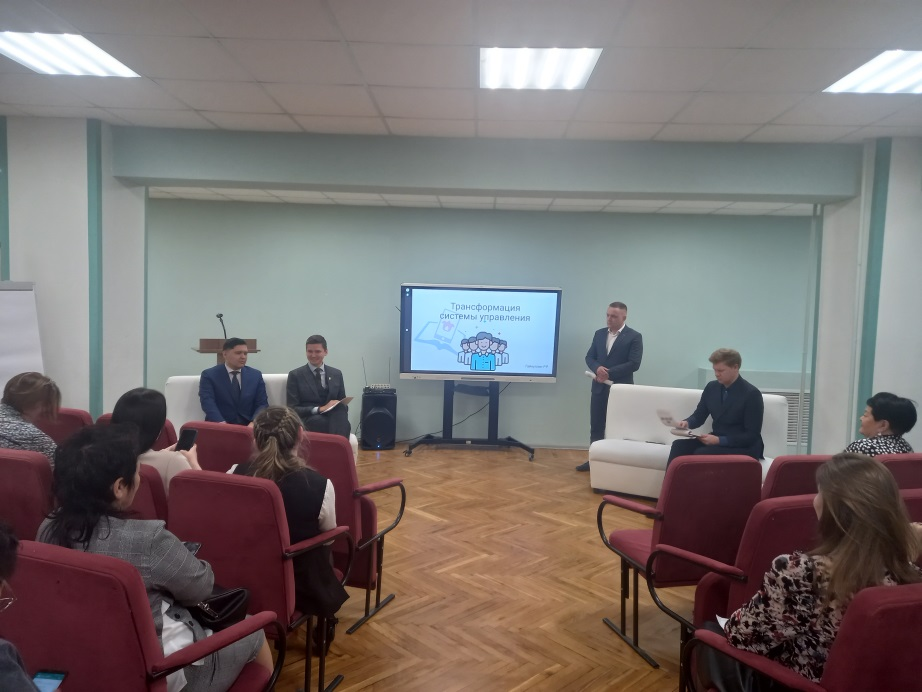 Трансформация
системы управления